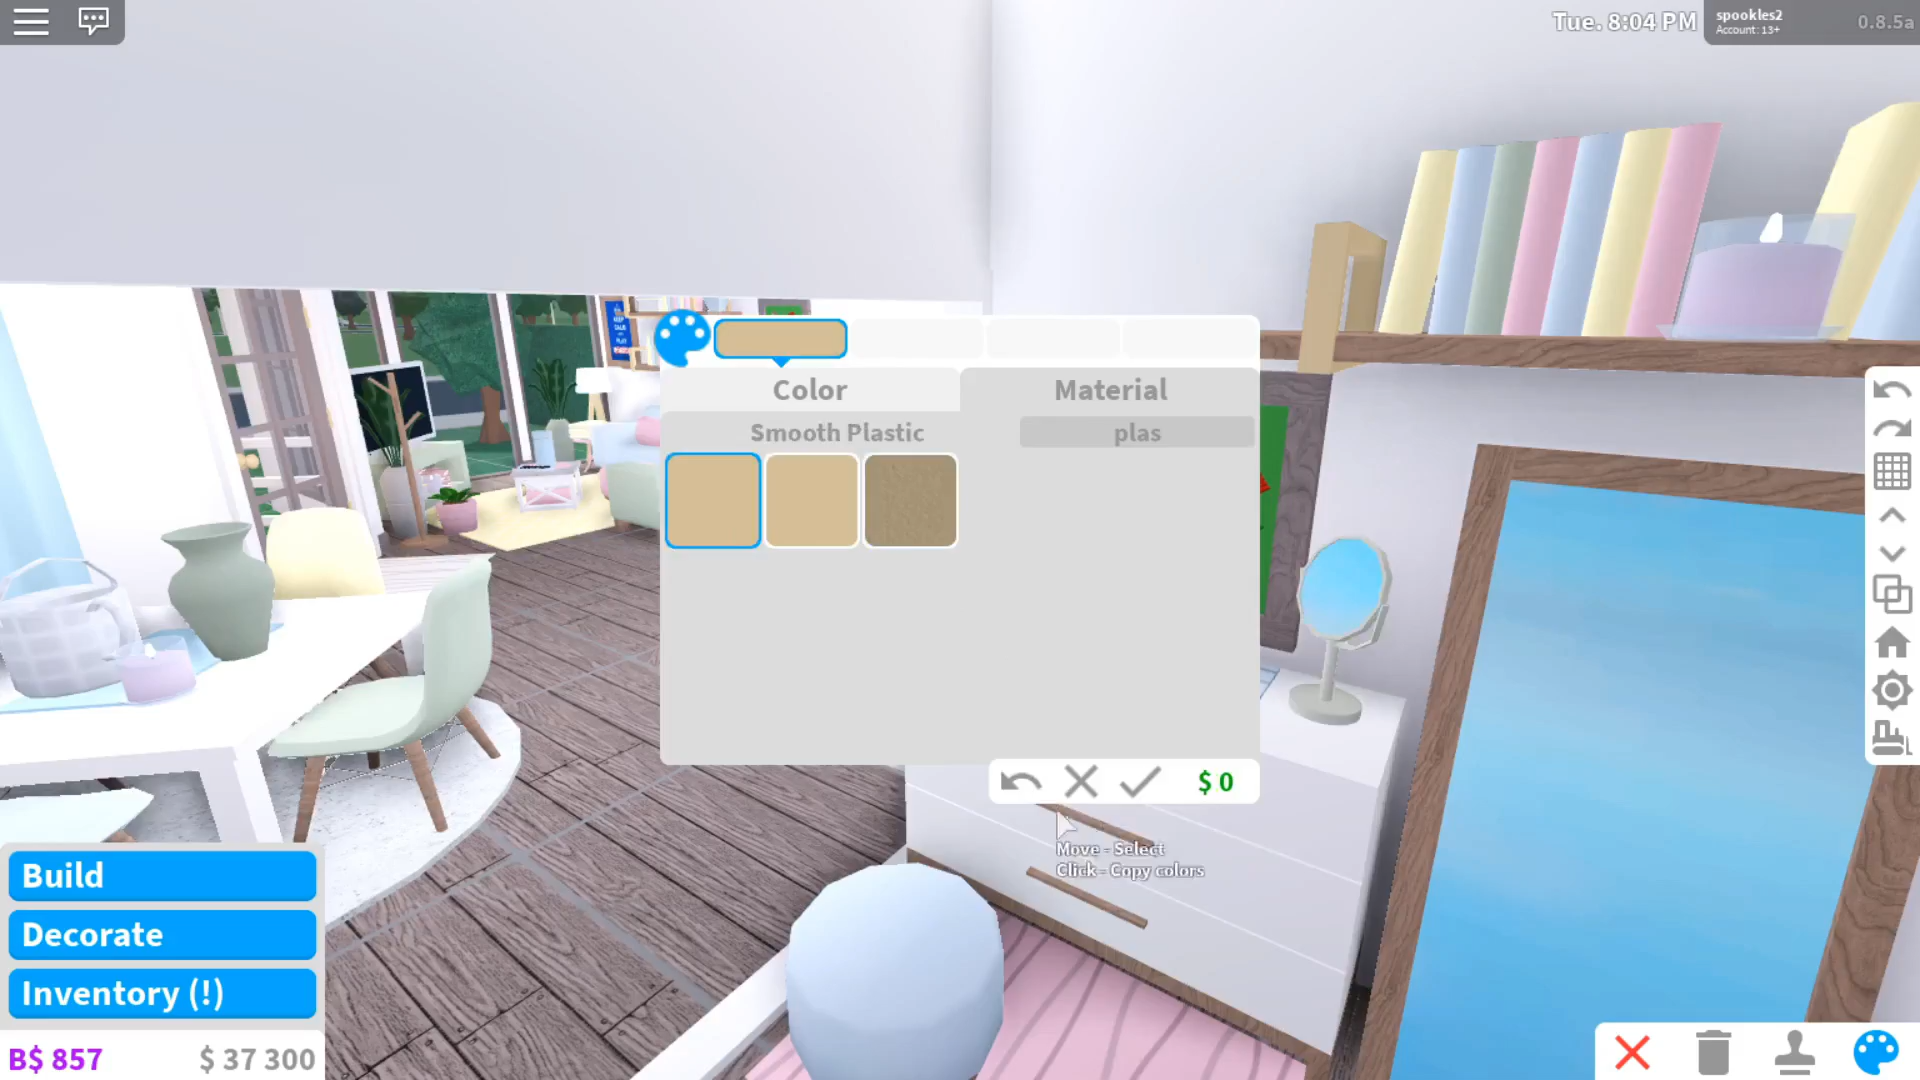 Tue. 8:04 PM
spookles2
Account: 13+
0.8.5a
Color
Material
Smooth Plastic
plas
$ 0
Move - Select
Click - Copy colors
Build
Decorate
Inventory (!)
B$ 857
$ 37 300